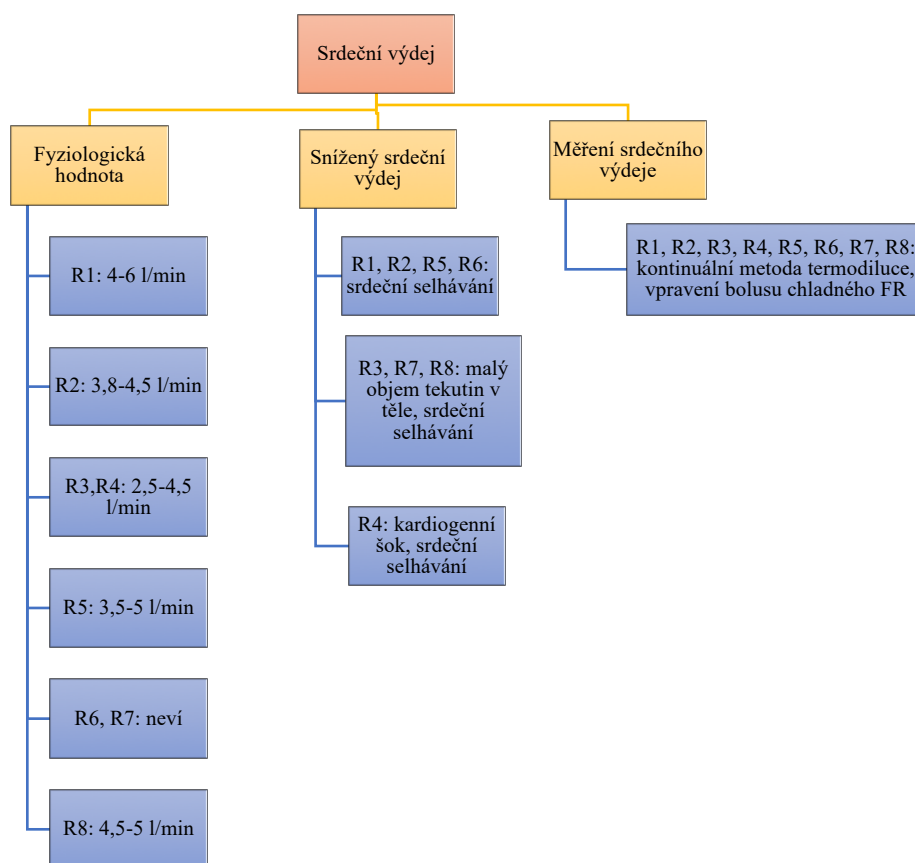 Srdeční výdej
Fyziologická
hodnota
R1: 4-6 l/min
R2: 3,8-4,5 l/min
R3,R4: 2,5-4,5
l/min
R5: 3,5-5 l/min
R6, R7: neví
R8: 4,5-5 l/min
Snížený srdeční
výdej
R1, R2, R5, R6:
srdeční selhávání
R3, R7, R8: malý
objem tekutin v
těle, srdeční
selhávání
R4: kardiogenní
šok, srdeční
selhávání
Měření srdečního
výdeje
R1, R2, R3, R4, R5, R6, R7, R8:
kontinuální metoda termodiluce,
vpravení bolusu chladného FR